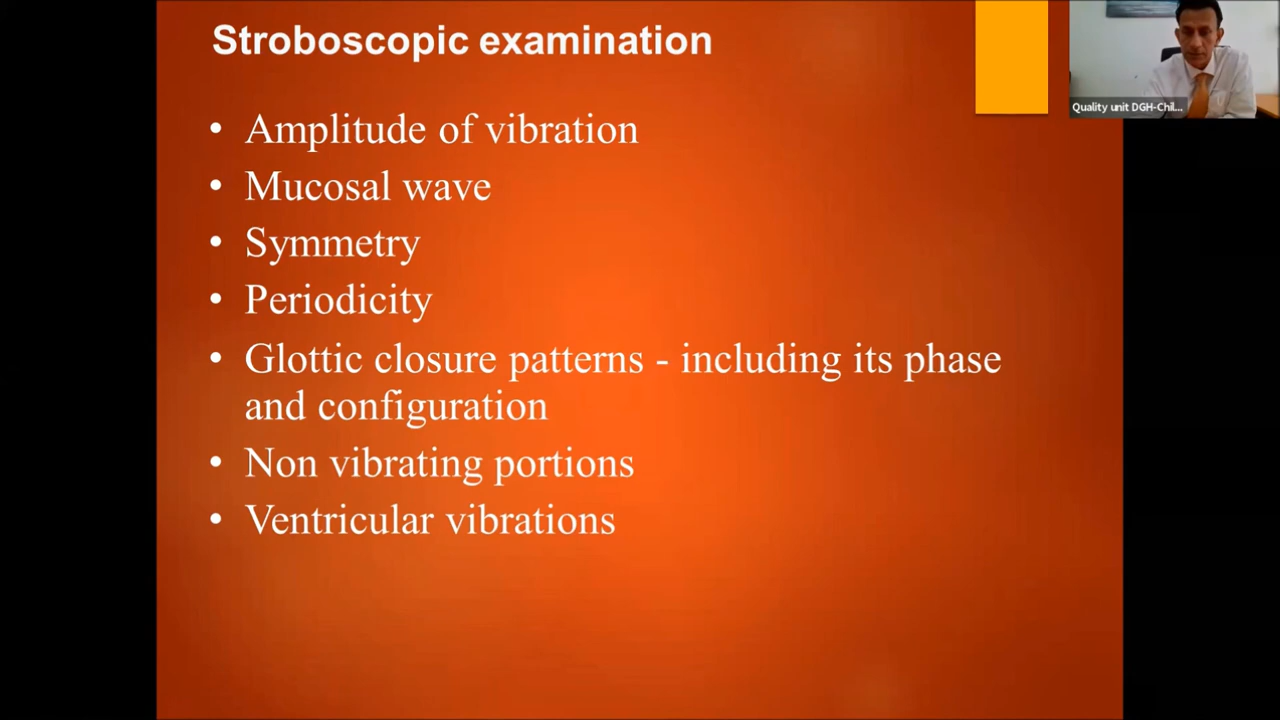 Stroboscopic examination
Quality unit DGH-Chil...
• Amplitude of vibration
• Mucosal wave
• Symmetry
• Periodicity
• Glottic closure patterns - including its phase
and configuration
• Non vibrating portions
• Ventricular vibrations